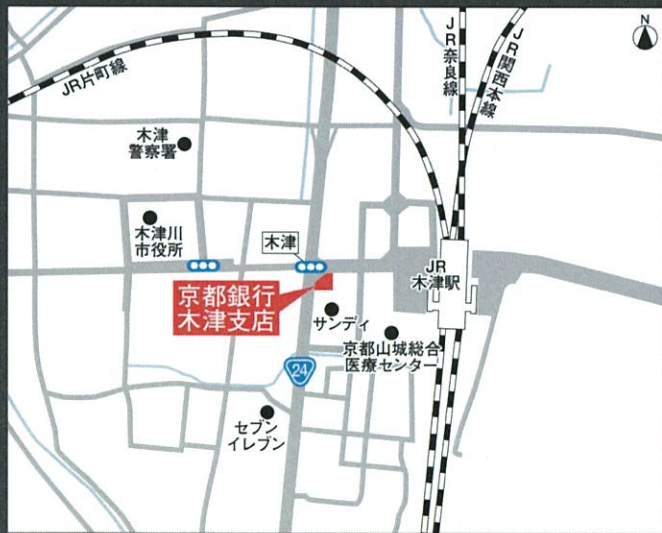 N
JR奈良線
JR関西本線
JR片町線
木津
警察署
木津川
市役所
木津
JR
木津駅
京都銀行
木津支店
サンディ
京都山城総合
医療センター
24
セブン
イレブン